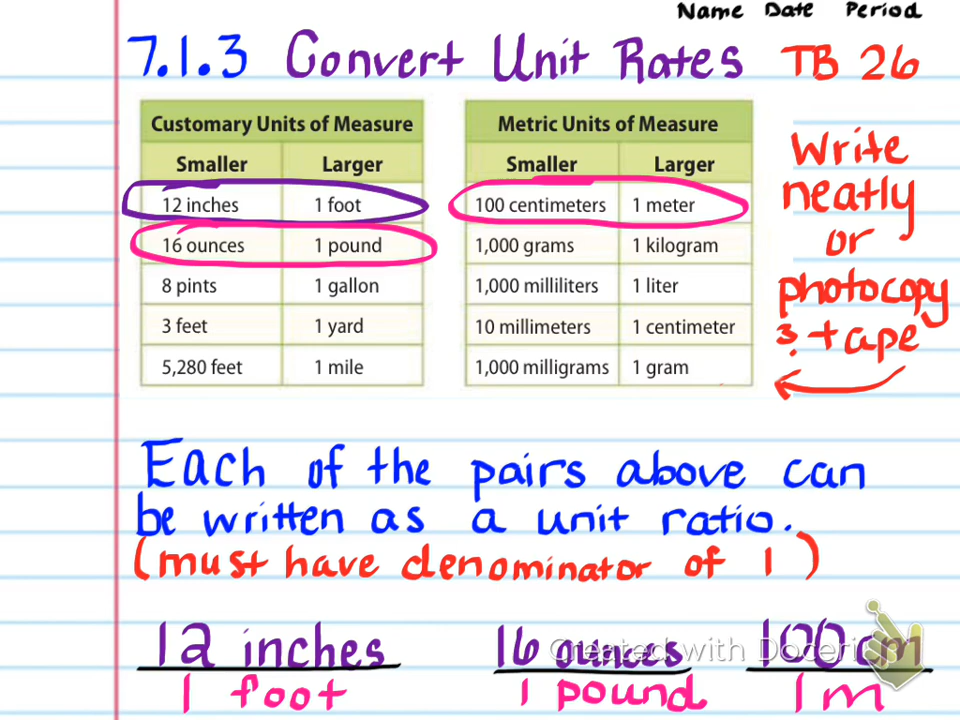 Name Date Period
7.1.3 Convert Unit Rates TB 26
Customary Units of Measure
Smaller Larger
12 inches 1 foot
16 ounces 1 pound
8 pints 1 gallon
3 feet 1 yard
5,280 feet 1 mile
Metric Units of Measure
Smaller Larger
100 centimeters 1 meter
1,000 grams 1 kilogram
1,000 milliliters 1 liter
10 millimeters 1 centimeter
1,000 milligrams 1 gram
Write
neatly
or
photocopy
& tape
Each of the pairs above can
be written as a unit ratio.
(must have denominator of 1)
12 inches
1 foot
16 ounces
1 pound
100 cm
1 m
Created with Doceri